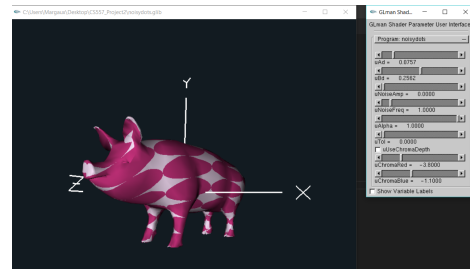 C:\Users\Margaux\Desktop\CS557_Project2\noisydots.glib
GLman Shad...
GLman Shader Parameter User Interface
Program: noisydots
uAd = 0.0757
uBd = 0.2562
uNoiseAmp = 0.0000
uNoiseFreq = 1.0000
uAlpha = 1.0000
uTol = 0.0000
uUseChromaDepth
uChromaRed = -3.6000
uChromaBlue = -1.1000
Show Variable Labels
Y
Z
X